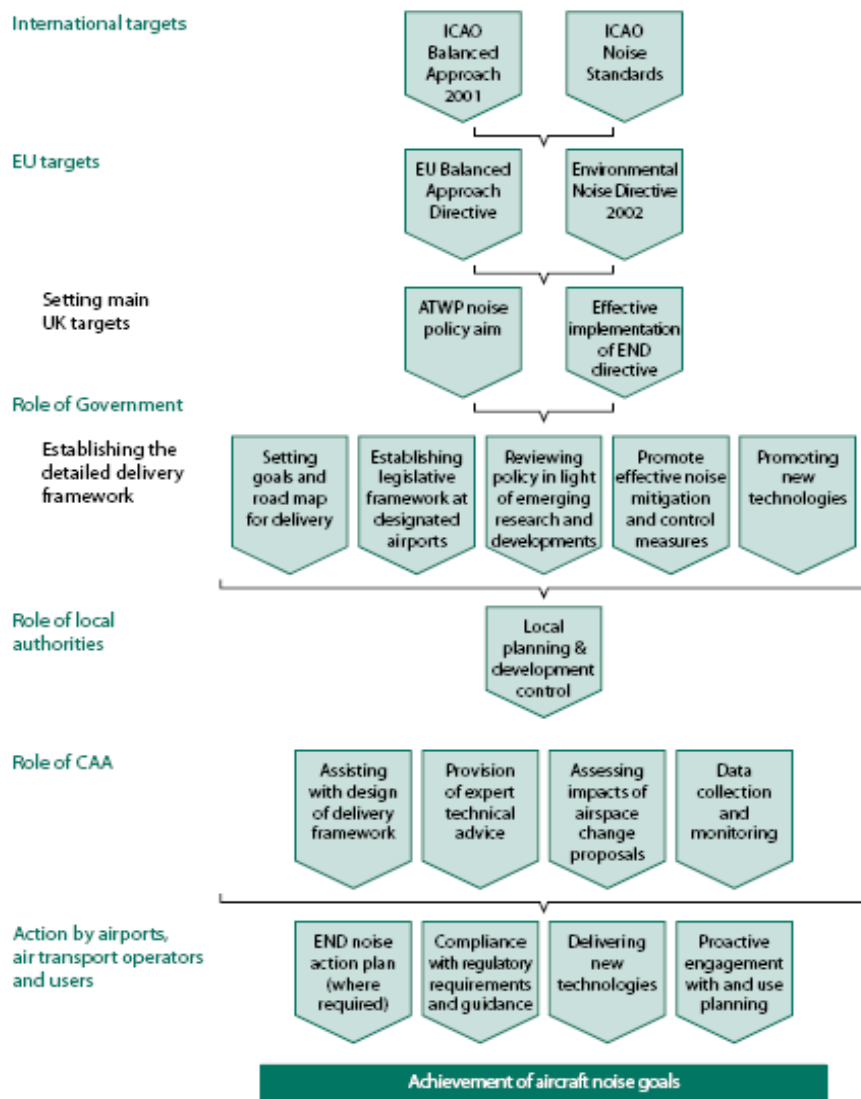 International targets
ICAO
Balanced
Approach
2001
ICAO
Noise
Standards
EU targets
EU Balanced
Approach
Directive
Environmental
Noise Directive
2002
Setting main
UK targets
ATWP noise
policy aim
Effective
implementation
of END
directive
Role of Government
Establishing the
detailed delivery
framework
Setting
goals and
road map
for delivery
Establishing
legislative
framework at
designated
airports
Reviewing
policy in light
of emerging
research and
developments
Promote
effective noise
mitigation
and control
measures
Promoting
new
technologies
Role of local
authorities
Local
planning &
development
control
Role of CAA
Assisting
with design
of delivery
framework
Provision
of expert
technical
advice
Assessing
impacts of
airspace
change
proposals
Data
collection
and
monitoring
Action by airports,
air transport operators
and users
END noise
action plan
(where
required)
Compliance
with regulatory
requirements
and guidance
Delivering
new
technologies
Proactive
engagement
with and use
planning
Achievement of aircraft noise goals